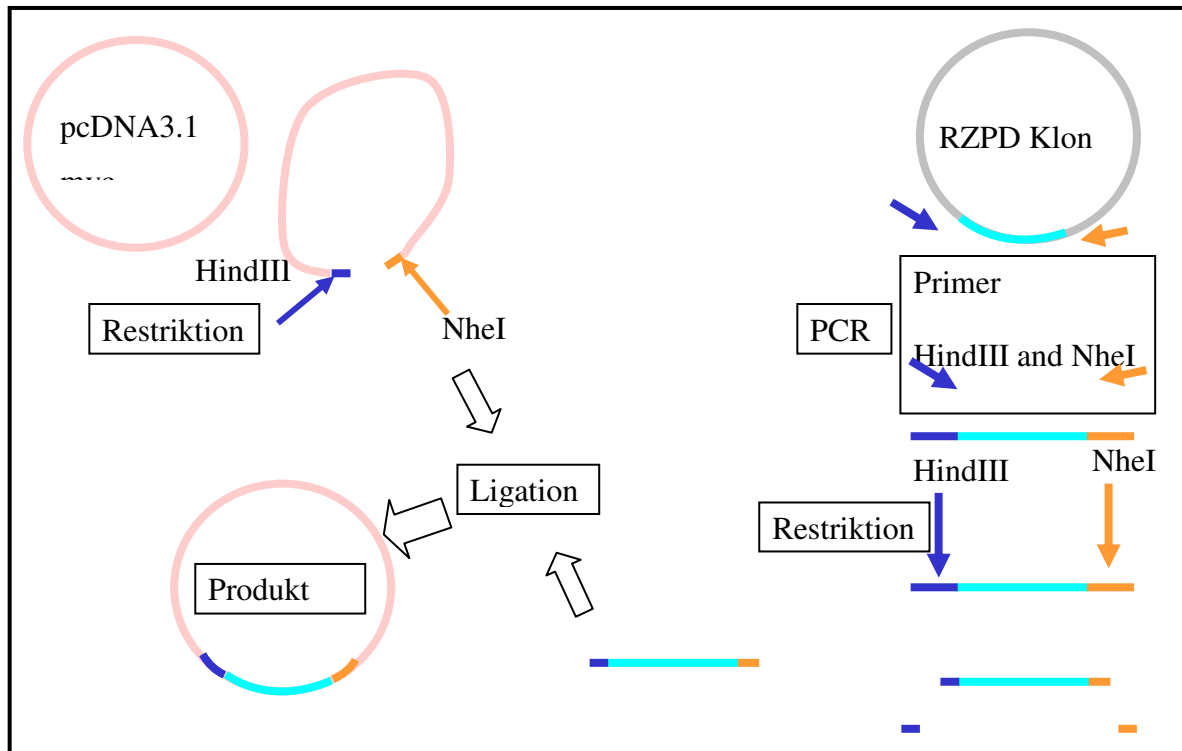 pcDNA3.1
HindIII
Restriktion
NheI
Ligation
Produkt
RZPD Klon
Primer
HindIII and NheI
PCR
HindIII
NheI
Restriktion